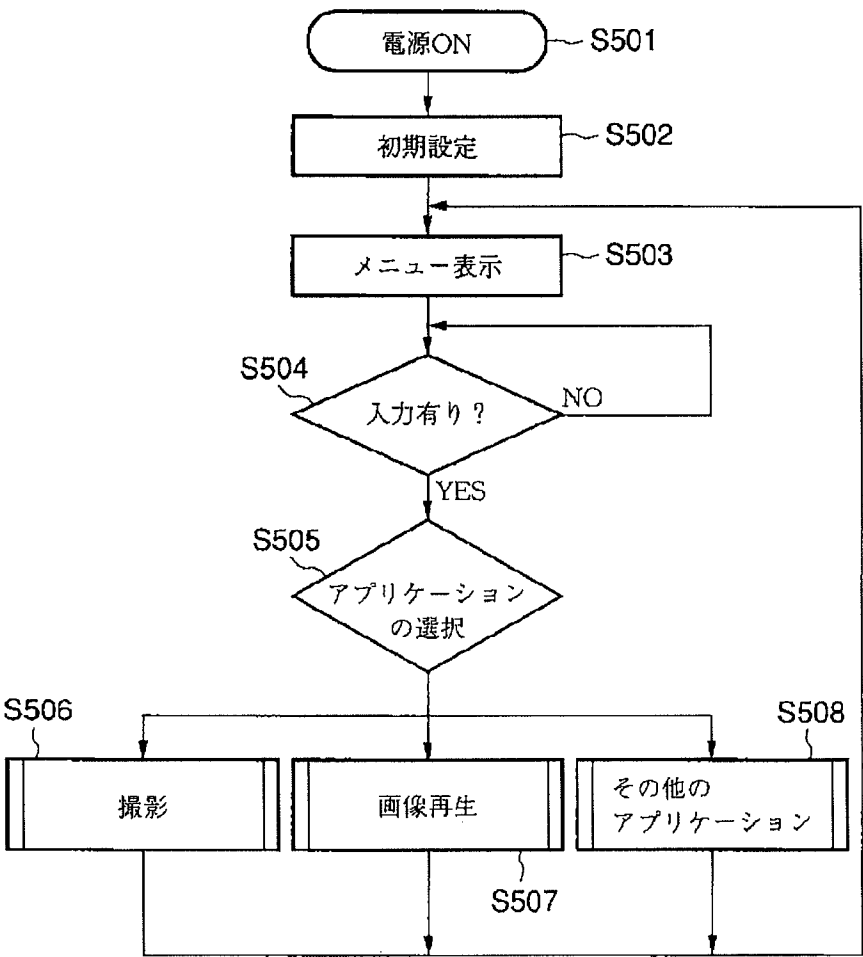 電源ON
S501
初期設定
S502
メニュー表示
S503
S504
入力有り?
NO
YES
S505
アプリケーション
の選択
S506
撮影
画像再生
S507
S508
その他の
アプリケーション